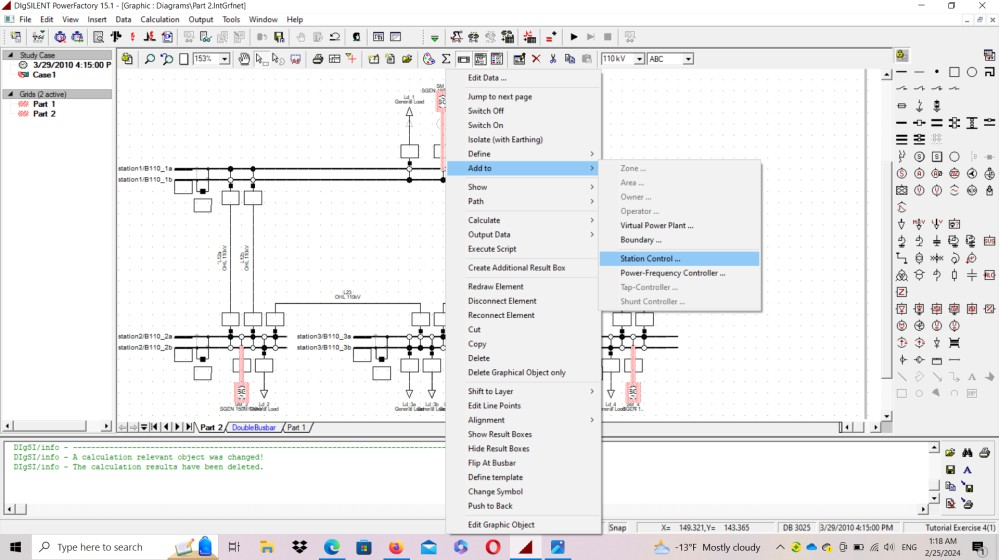 DIgSILENT PowerFactory 15.1 - [Graphic : Diagrams\Part 2.IntGrfnet]
File Edit View Insert Data Calculation Output Tools Window Help
153%
110 kV
ABC
Study Case
3/29/2010 4:15:00 P
Case1
Grids (2 active)
Part 1
Part 2
Ld_1
General Load
station1/B110_1a
station1/B110_1b
L12a
OHL 110kV
L12b
OHL 110kV
L23
OHL 110kV
station2/B110_2a
station2/B110_2b
station3/B110_3a
station3/B110_3b
Ld_2
General Load
Ld_3a
Ld_3b
Ld_4
Edit Data ...
Jump to next page
Switch Off
Switch On
Isolate (with Earthing)
Define
Add to
Show
Path
Calculate
Output Data
Execute Script
Create Additional Result Box
Redraw Element
Disconnect Element
Reconnect Element
Cut
Copy
Delete
Delete Graphical Object only
Shift to Layer
Edit Line Points
Alignment
Show Result Boxes
Hide Result Boxes
Flip At Busbar
Define template
Change Symbol
Push to Back
Edit Graphic Object
Zone ...
Area ...
Owner ...
Operator ...
Virtual Power Plant ...
Boundary ...
Station Control ...
Power-Frequency Controller ...
Tap-Controller ...
Shunt Controller ...
Part 2 DoubleBusbar Part 1
DIgSI/info -
DIgSI/info - A calculation relevant object was changed!
DIgSI/info - The calculation results have been deleted.
Snap X= 149.321,Y= 143.365 DB 3025 3/29/2010 4:15:00 PM Tutorial Exercise 4(1)
Type here to search
-13°F Mostly cloudy
1:18 AM
2/25/2024